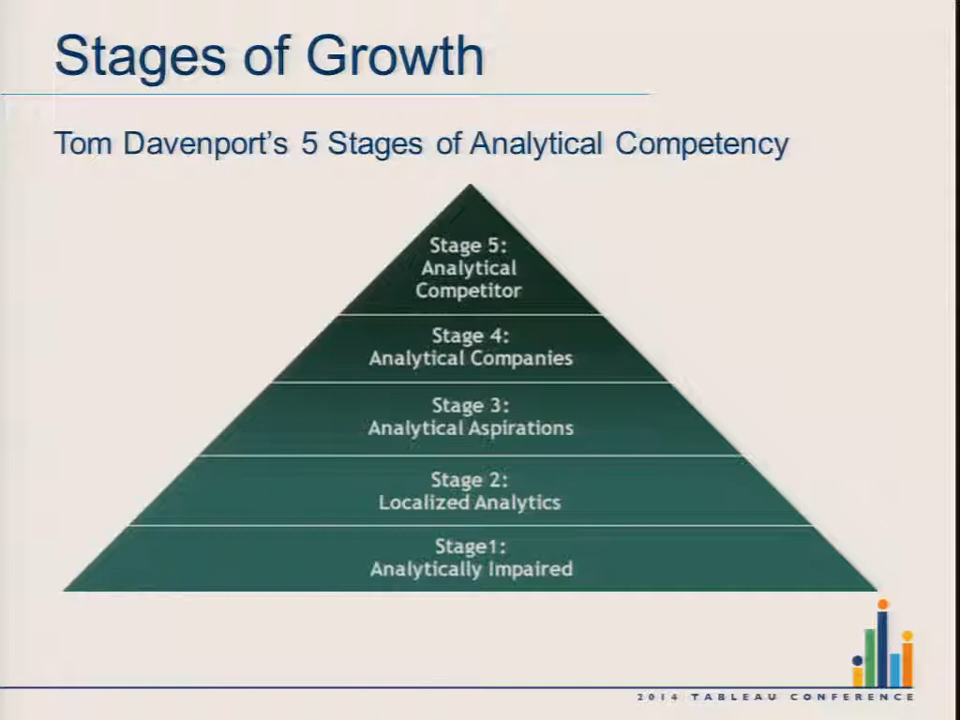 Stages of Growth
Tom Davenport’s 5 Stages of Analytical Competency
Stage 5:
Analytical
Competitor
Stage 4:
Analytical Companies
Stage 3:
Analytical Aspirations
Stage 2:
Localized Analytics
Stage1:
Analytically Impaired
2014 TABLEAU CONFERENCE